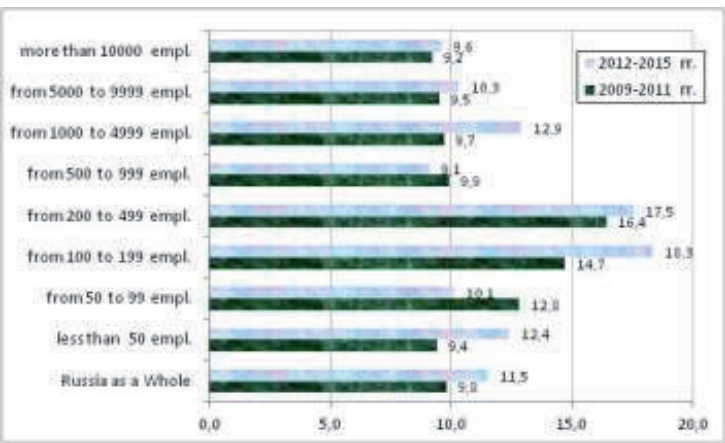 more than 10000 empl.
9,6
9,2
from 5000 to 9999 empl.
10,3
9,5
from 1000 to 4999 empl.
12,9
9,7
from 500 to 999 empl.
9,1
9,9
from 200 to 499 empl.
17,5
16,4
from 100 to 199 empl.
18,3
14,7
from 50 to 99 empl.
10,1
12,8
less than 50 empl.
12,4
9,4
Russia as a Whole
11,5
9,8
2012-2015 гг.
2009-2011 гг.
0,0 5,0 10,0 15,0 20,0